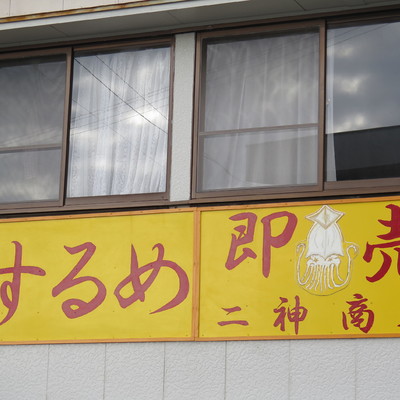 するめ 即売
二神商